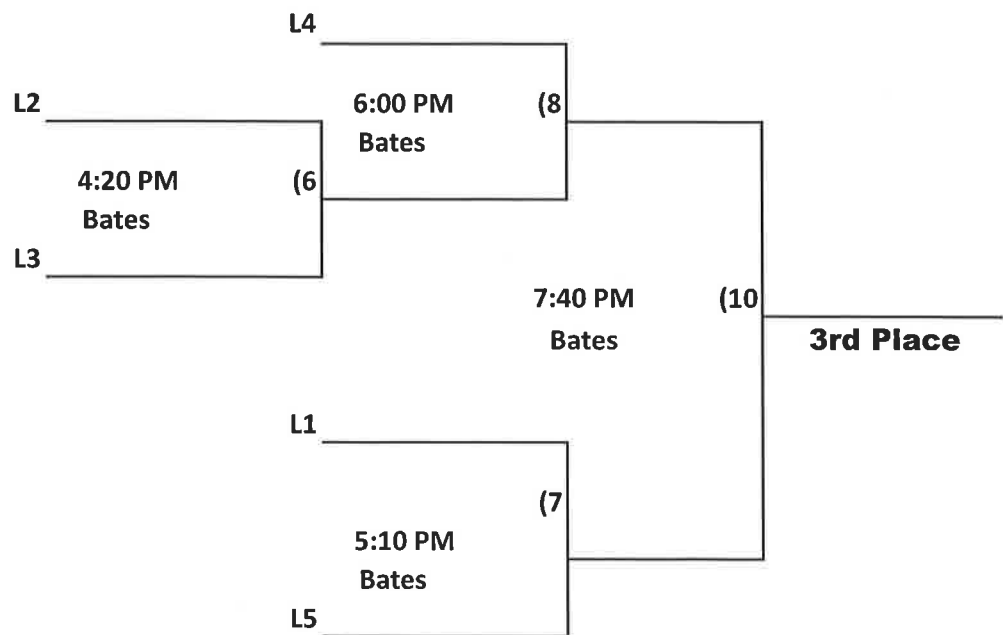 L4
6:00 PM
(8
Bates
L2
4:20 PM
(6
Bates
L3
7:40 PM
(10
Bates
3rd Place
L1
(7
5:10 PM
Bates
L5